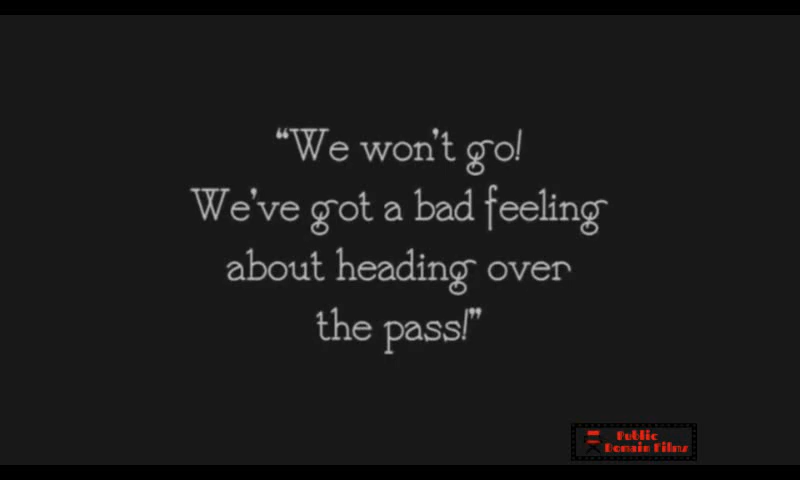 “We won't go!
We've got a bad feeling
about heading over
the pass!”
Public
Domain Films